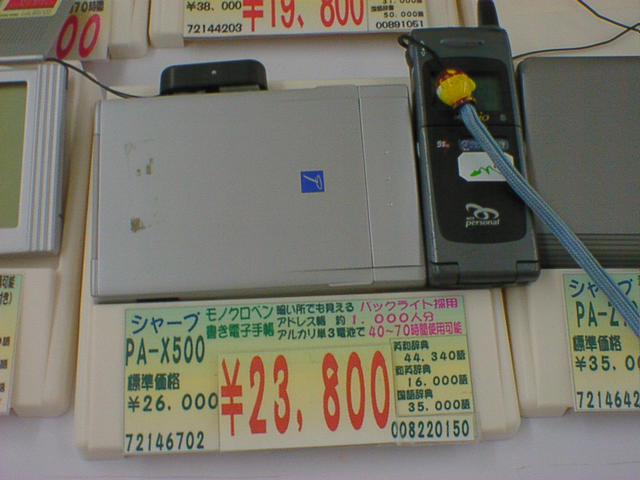 ¥38,000
72144203
¥19,800
50.000語
00891051
personal
シャープ
PA-X500
標準価格
¥26,000
72146702
モノクロペン
書き電子手帳
暗い所でも見える バックライト採用
アドレス帳 約1.000人分
アルカリ単3電池で 40~70時間使用可能
¥23,800
英和辞典
44.340語
和英辞典
16.000語
国語辞典
35.000語
008220150
シャー
標準価格
¥35.00
7214642